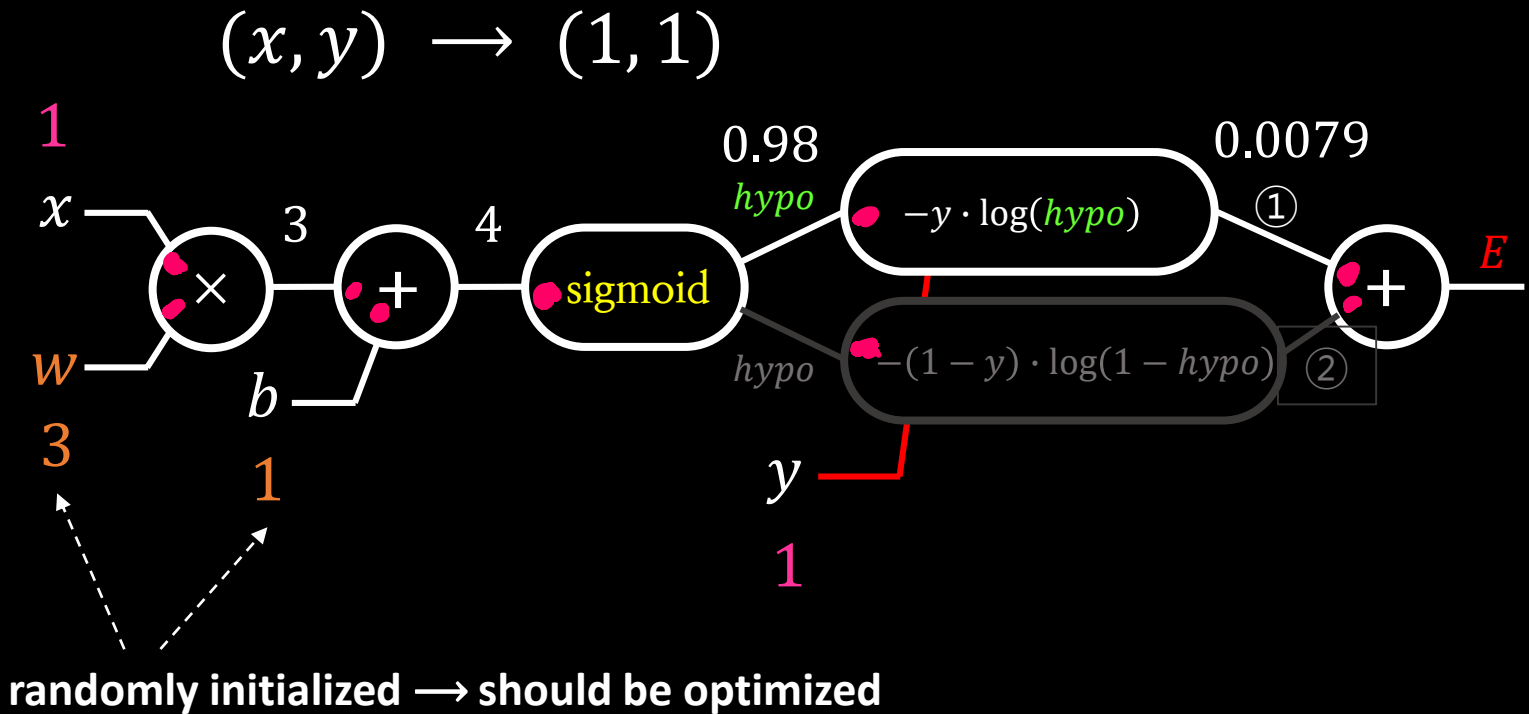 (x, y) → (1, 1)
1
0.98
0.0079
hypo
−y · log(hypo)
①
x
3
4
×
+
sigmoid
+
E
w
hypo
−(1 − y) · log(1 − hypo)
②
b
3
1
y
1
randomly initialized → should be optimized